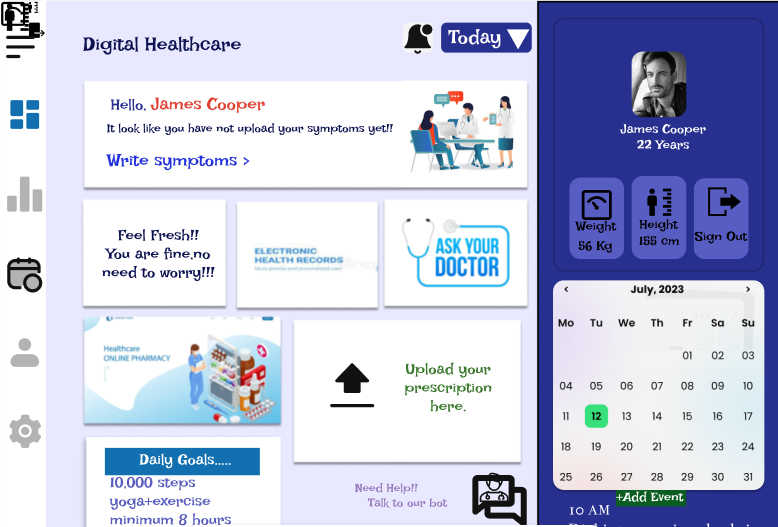 Digital Healthcare
Today
Hello, James Cooper
It look like you have not upload your symptoms yet!!
Write symptoms >
Feel Fresh!!
You are fine,no
need to worry!!!
ELECTRONIC
HEALTH RECORDS
ASK YOUR
DOCTOR
Healthcare
ONLINE PHARMACY
Upload your
prescription
here.
Daily Goals.....
10,000 steps
yoga+exercise
minimum 8 hours
Need Help!!
Talk to our bot
James Cooper
22 Years
Weight
56 Kg
Height
155 cm
Sign Out
< July, 2023 >
Mo Tu We Th Fr Sa Su
01 02 03
04 05 06 07 08 09 10
11 12 13 14 15 16 17
18 19 20 21 22 23 24
25 26 27 28 29 30 31
+Add Event
10 AM